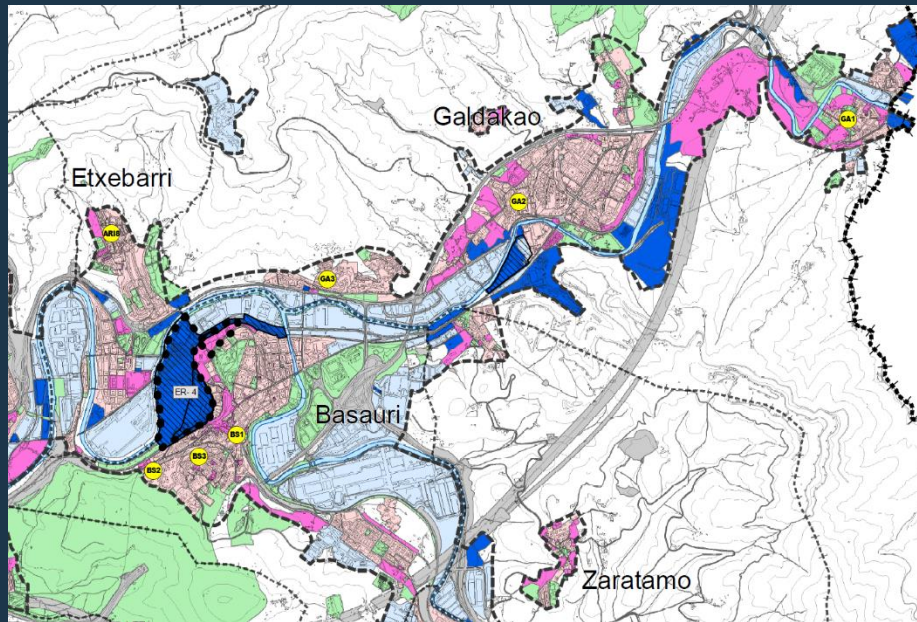 Galdakao
GA1
Etxebarri
GA2
ARI8
GA3
ER- 4
Basauri
BS1
BS3
BS2
Zaratamo